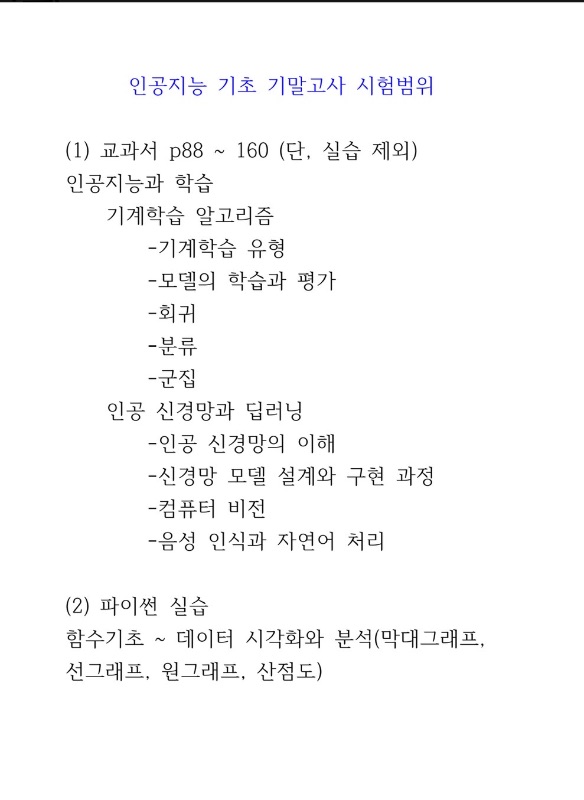 인공지능 기초 기말고사 시험범위
(1) 교과서 p88 ~ 160 (단, 실습 제외)
인공지능과 학습
기계학습 알고리즘
-기계학습 유형
-모델의 학습과 평가
-회귀
-분류
-군집
인공 신경망과 딥러닝
-인공 신경망의 이해
-신경망 모델 설계와 구현 과정
-컴퓨터 비전
-음성 인식과 자연어 처리
(2) 파이썬 실습
함수기초 ~ 데이터 시각화와 분석(막대그래프,
선그래프, 원그래프, 산점도)